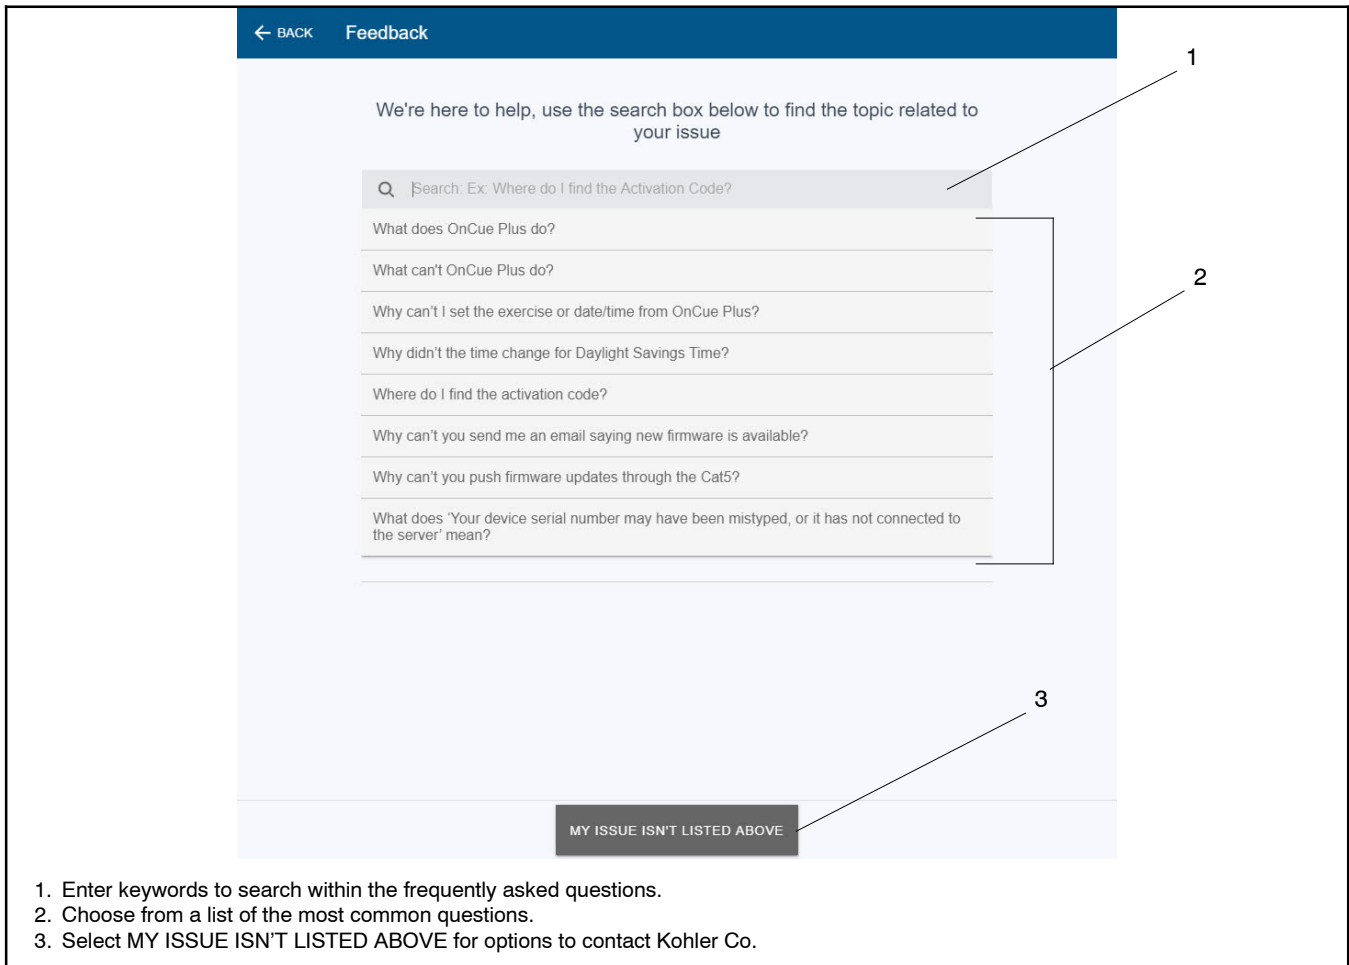 BACK Feedback
1
We're here to help, use the search box below to find the topic related to
your issue
Search: Ex: Where do I find the Activation Code?
What does OnCue Plus do?
What can't OnCue Plus do?
2
Why can't I set the exercise or date/time from OnCue Plus?
Why didn't the time change for Daylight Savings Time?
Where do I find the activation code?
Why can't you send me an email saying new firmware is available?
Why can't you push firmware updates through the Cat5?
What does 'Your device serial number may have been mistyped, or it has not connected to
the server' mean?
3
MY ISSUE ISN'T LISTED ABOVE
1. Enter keywords to search within the frequently asked questions.
2. Choose from a list of the most common questions.
3. Select MY ISSUE ISN'T LISTED ABOVE for options to contact Kohler Co.